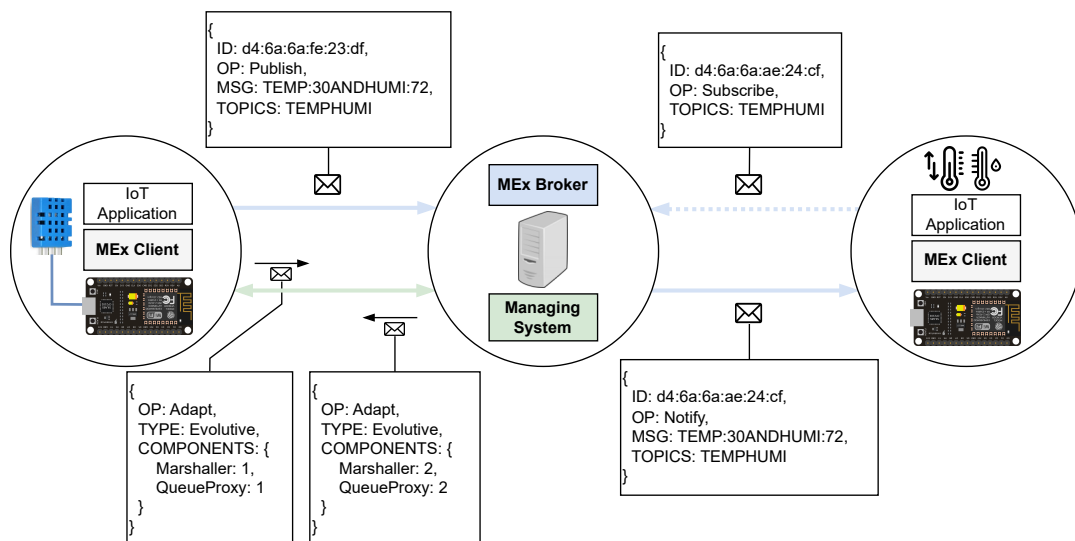 {
ID: d4:6a:6a:fe:23:df,
OP: Publish,
MSG: TEMP:30ANDHUMI:72,
TOPICS: TEMPHUMI
}
{
ID: d4:6a:6a:ae:24:cf,
OP: Subscribe,
TOPICS: TEMPHUMI
}
IoT
Application
MEx Client
MEx Broker
Managing
System
IoT
Application
MEx Client
{
OP: Adapt,
TYPE: Evolutive,
COMPONENTS: {
Marshaller: 1,
QueueProxy: 1
}
}
{
OP: Adapt,
TYPE: Evolutive,
COMPONENTS: {
Marshaller: 2,
QueueProxy: 2
}
}
{
ID: d4:6a:6a:ae:24:cf,
OP: Notify,
MSG: TEMP:30ANDHUMI:72,
TOPICS: TEMPHUMI
}